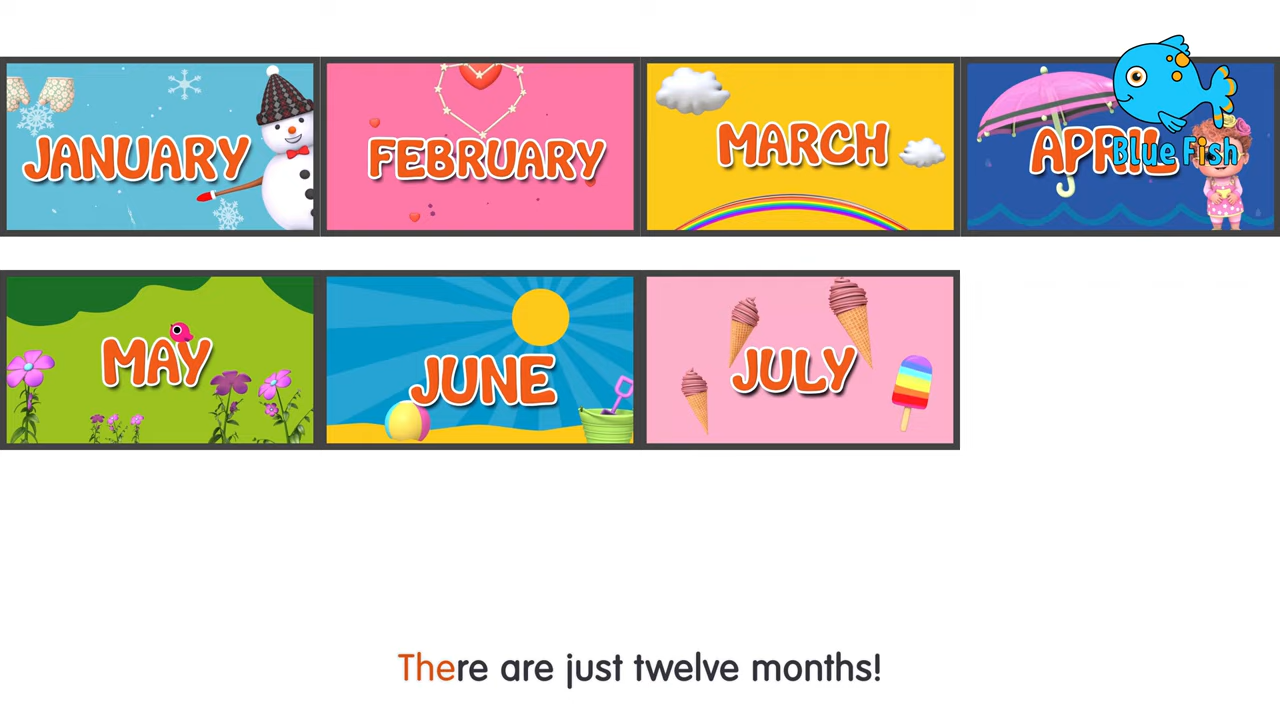 JANUARY
FEBRUARY
MARCH
APRIL
Blue Fish
MAY
JUNE
JULY
There are just twelve months!